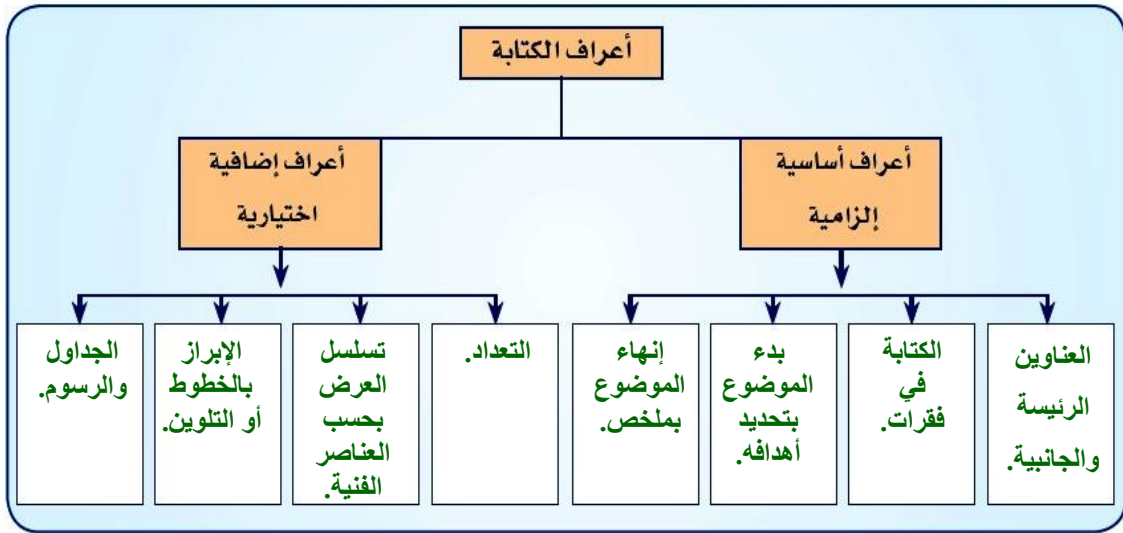 أعراف الكتابة
أعراف أساسية
إلزامية
أعراف إضافية
اختيارية
العناوين
الرئيسة
والجانبية.
الكتابة
في
فقرات.
بدء
الموضوع
بتحديد
أهدافه.
إنهاء
الموضوع
بملخص.
التعداد.
تسلسل
العرض
بحسب
العناصر
الفنية.
الإبراز
بالخطوط
أو التلوين.
الجداول
والرسوم.